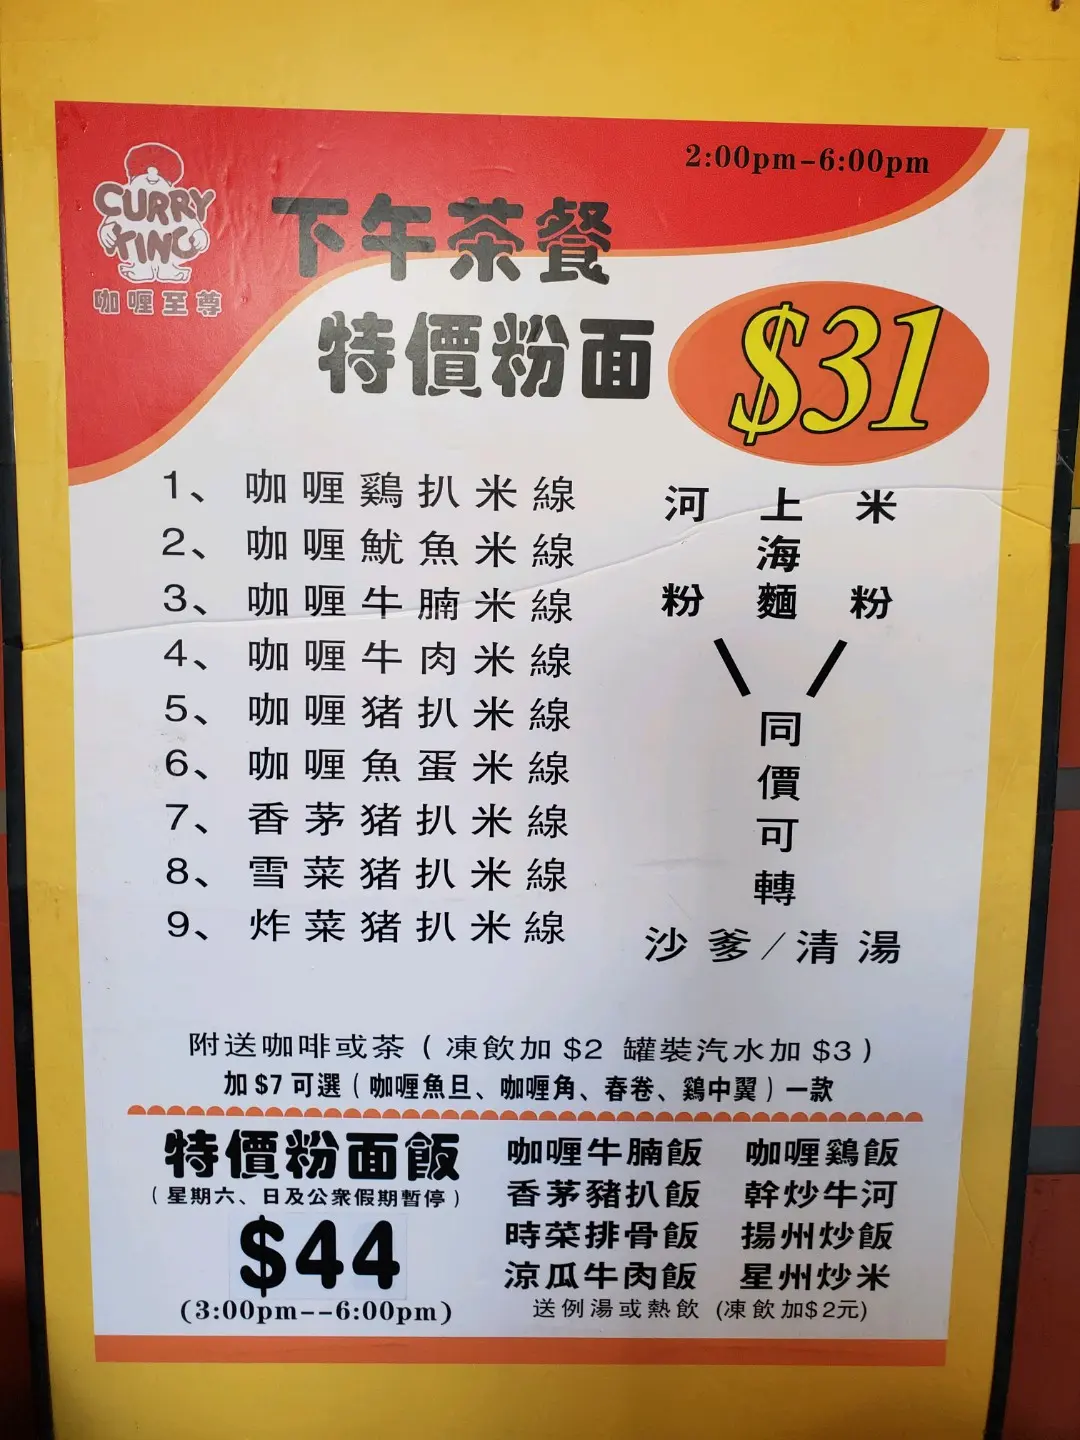 2:00pm-6:00pm
CURRY
KING
咖喱至尊
下午茶餐
特價粉面 $31
1、咖喱鷄扒米線
2、咖喱魷魚米線
3、咖喱牛腩米線
4、咖喱牛肉米線
5、咖喱猪扒米線
6、咖喱魚蛋米線
7、香茅猪扒米線
8、雪菜猪扒米線
9、炸菜猪扒米線
河粉
上海麵
米粉
同價可轉
沙爹/清湯
附送咖啡或茶（凍飲加$2 罐裝汽水加$3）
加$7可選（咖喱魚旦、咖喱角、春卷、鷄中翼）一款
特價粉面飯
（星期六、日及公衆假期暫停）
$44
(3:00pm--6:00pm)
咖喱牛腩飯 咖喱鷄飯
香茅豬扒飯 幹炒牛河
時菜排骨飯 揚州炒飯
涼瓜牛肉飯 星州炒米
送例湯或熱飲 (凍飲加$2元)